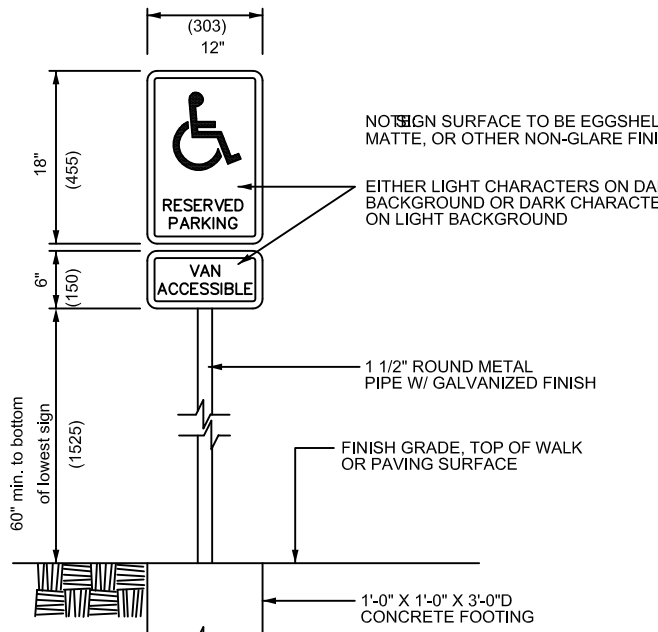 (303)
12"
18"
(455)
RESERVED
PARKING
6"
(150)
VAN
ACCESSIBLE
60" min. to bottom
of lowest sign
(1525)
SIGN SURFACE TO BE EGGSHEL
MATTE, OR OTHER NON-GLARE FINI
EITHER LIGHT CHARACTERS ON DA
BACKGROUND OR DARK CHARACTE
ON LIGHT BACKGROUND
1 1/2" ROUND METAL
PIPE W/ GALVANIZED FINISH
FINISH GRADE, TOP OF WALK
OR PAVING SURFACE
1'-0" X 1'-0" X 3'-0"D
CONCRETE FOOTING